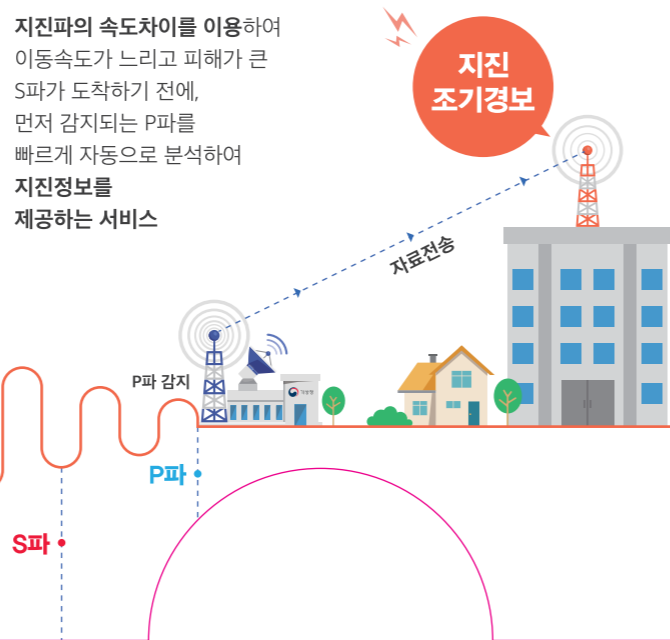 지진파의 속도차이를 이용하여
이동속도가 느리고 피해가 큰
S파가 도착하기 전에,
먼저 감지되는 P파를
빠르게 자동으로 분석하여
지진정보를
제공하는 서비스
지진
조기경보
자료전송
P파 감지
기상청
P파
S파